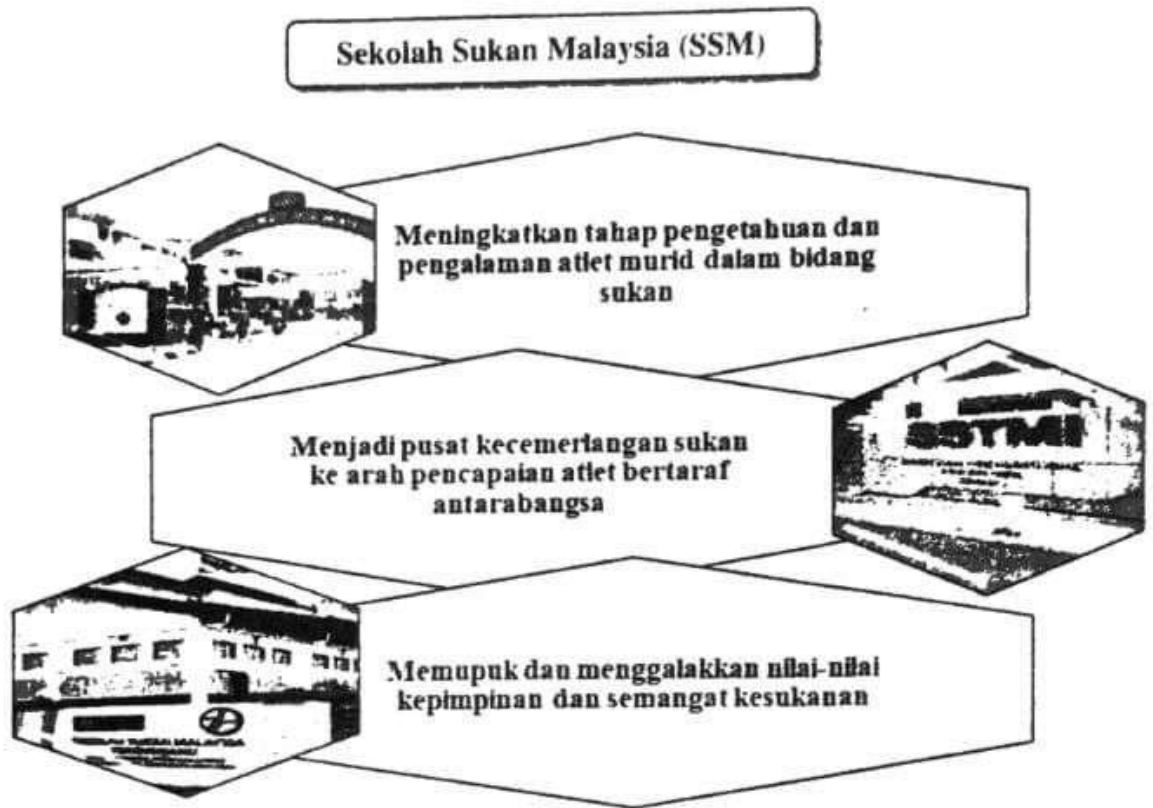 Sekolah Sukan Malaysia (SSM)
Meningkatkan tahap pengetahuan dan
pengalaman atlet murid dalam bidang
sukan
Menjadi pusat kecemerlangan sukan
ke arah pencapaian atlet bertaraf
antarabangsa
SSTMI
Memupuk dan menggalakkan nilai-nilai
kepimpinan dan semangat kesukanan